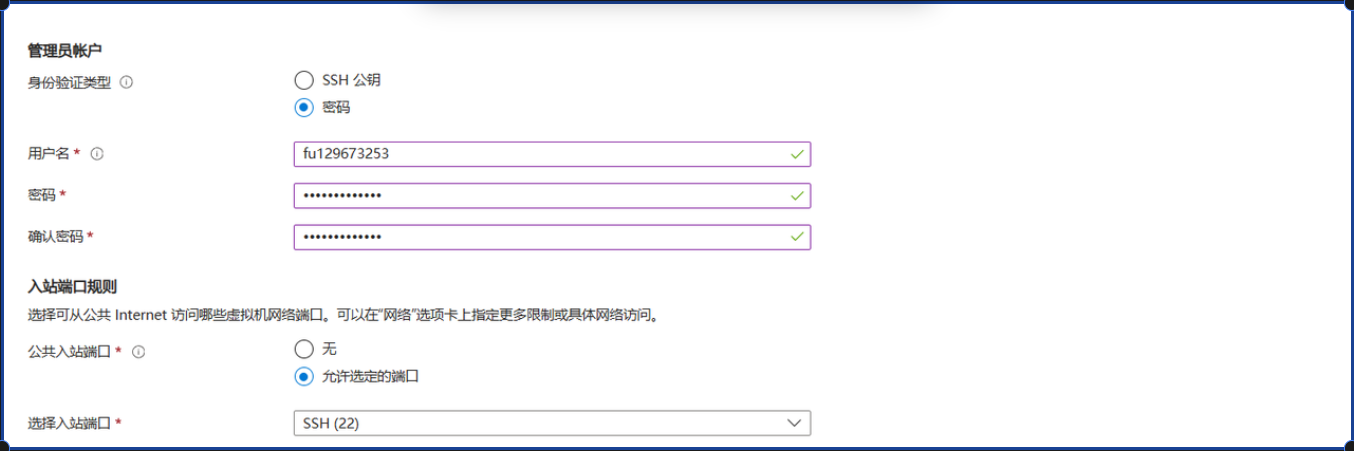 管理员帐户
身份验证类型
SSH 公钥
密码
用户名 *
fu129673253
密码 *
•••••••••••••
确认密码 *
•••••••••••••
入站端口规则
选择可从公共 Internet 访问哪些虚拟机网络端口。可以在"网络"选项卡上指定更多限制或具体网络访问。
公共入站端口 *
无
允许选定的端口
选择入站端口 *
SSH (22)